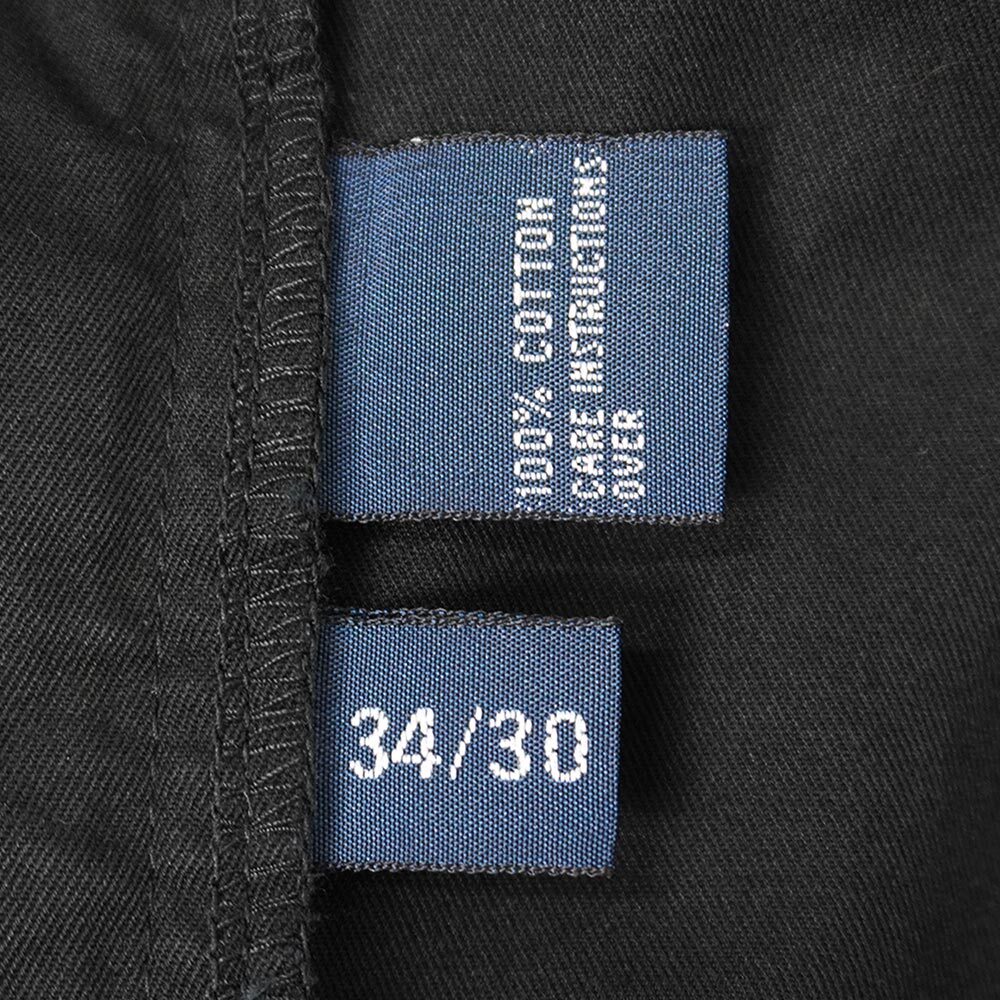 100% COTTON
CARE INSTRUCTIONS
OVER
34/30